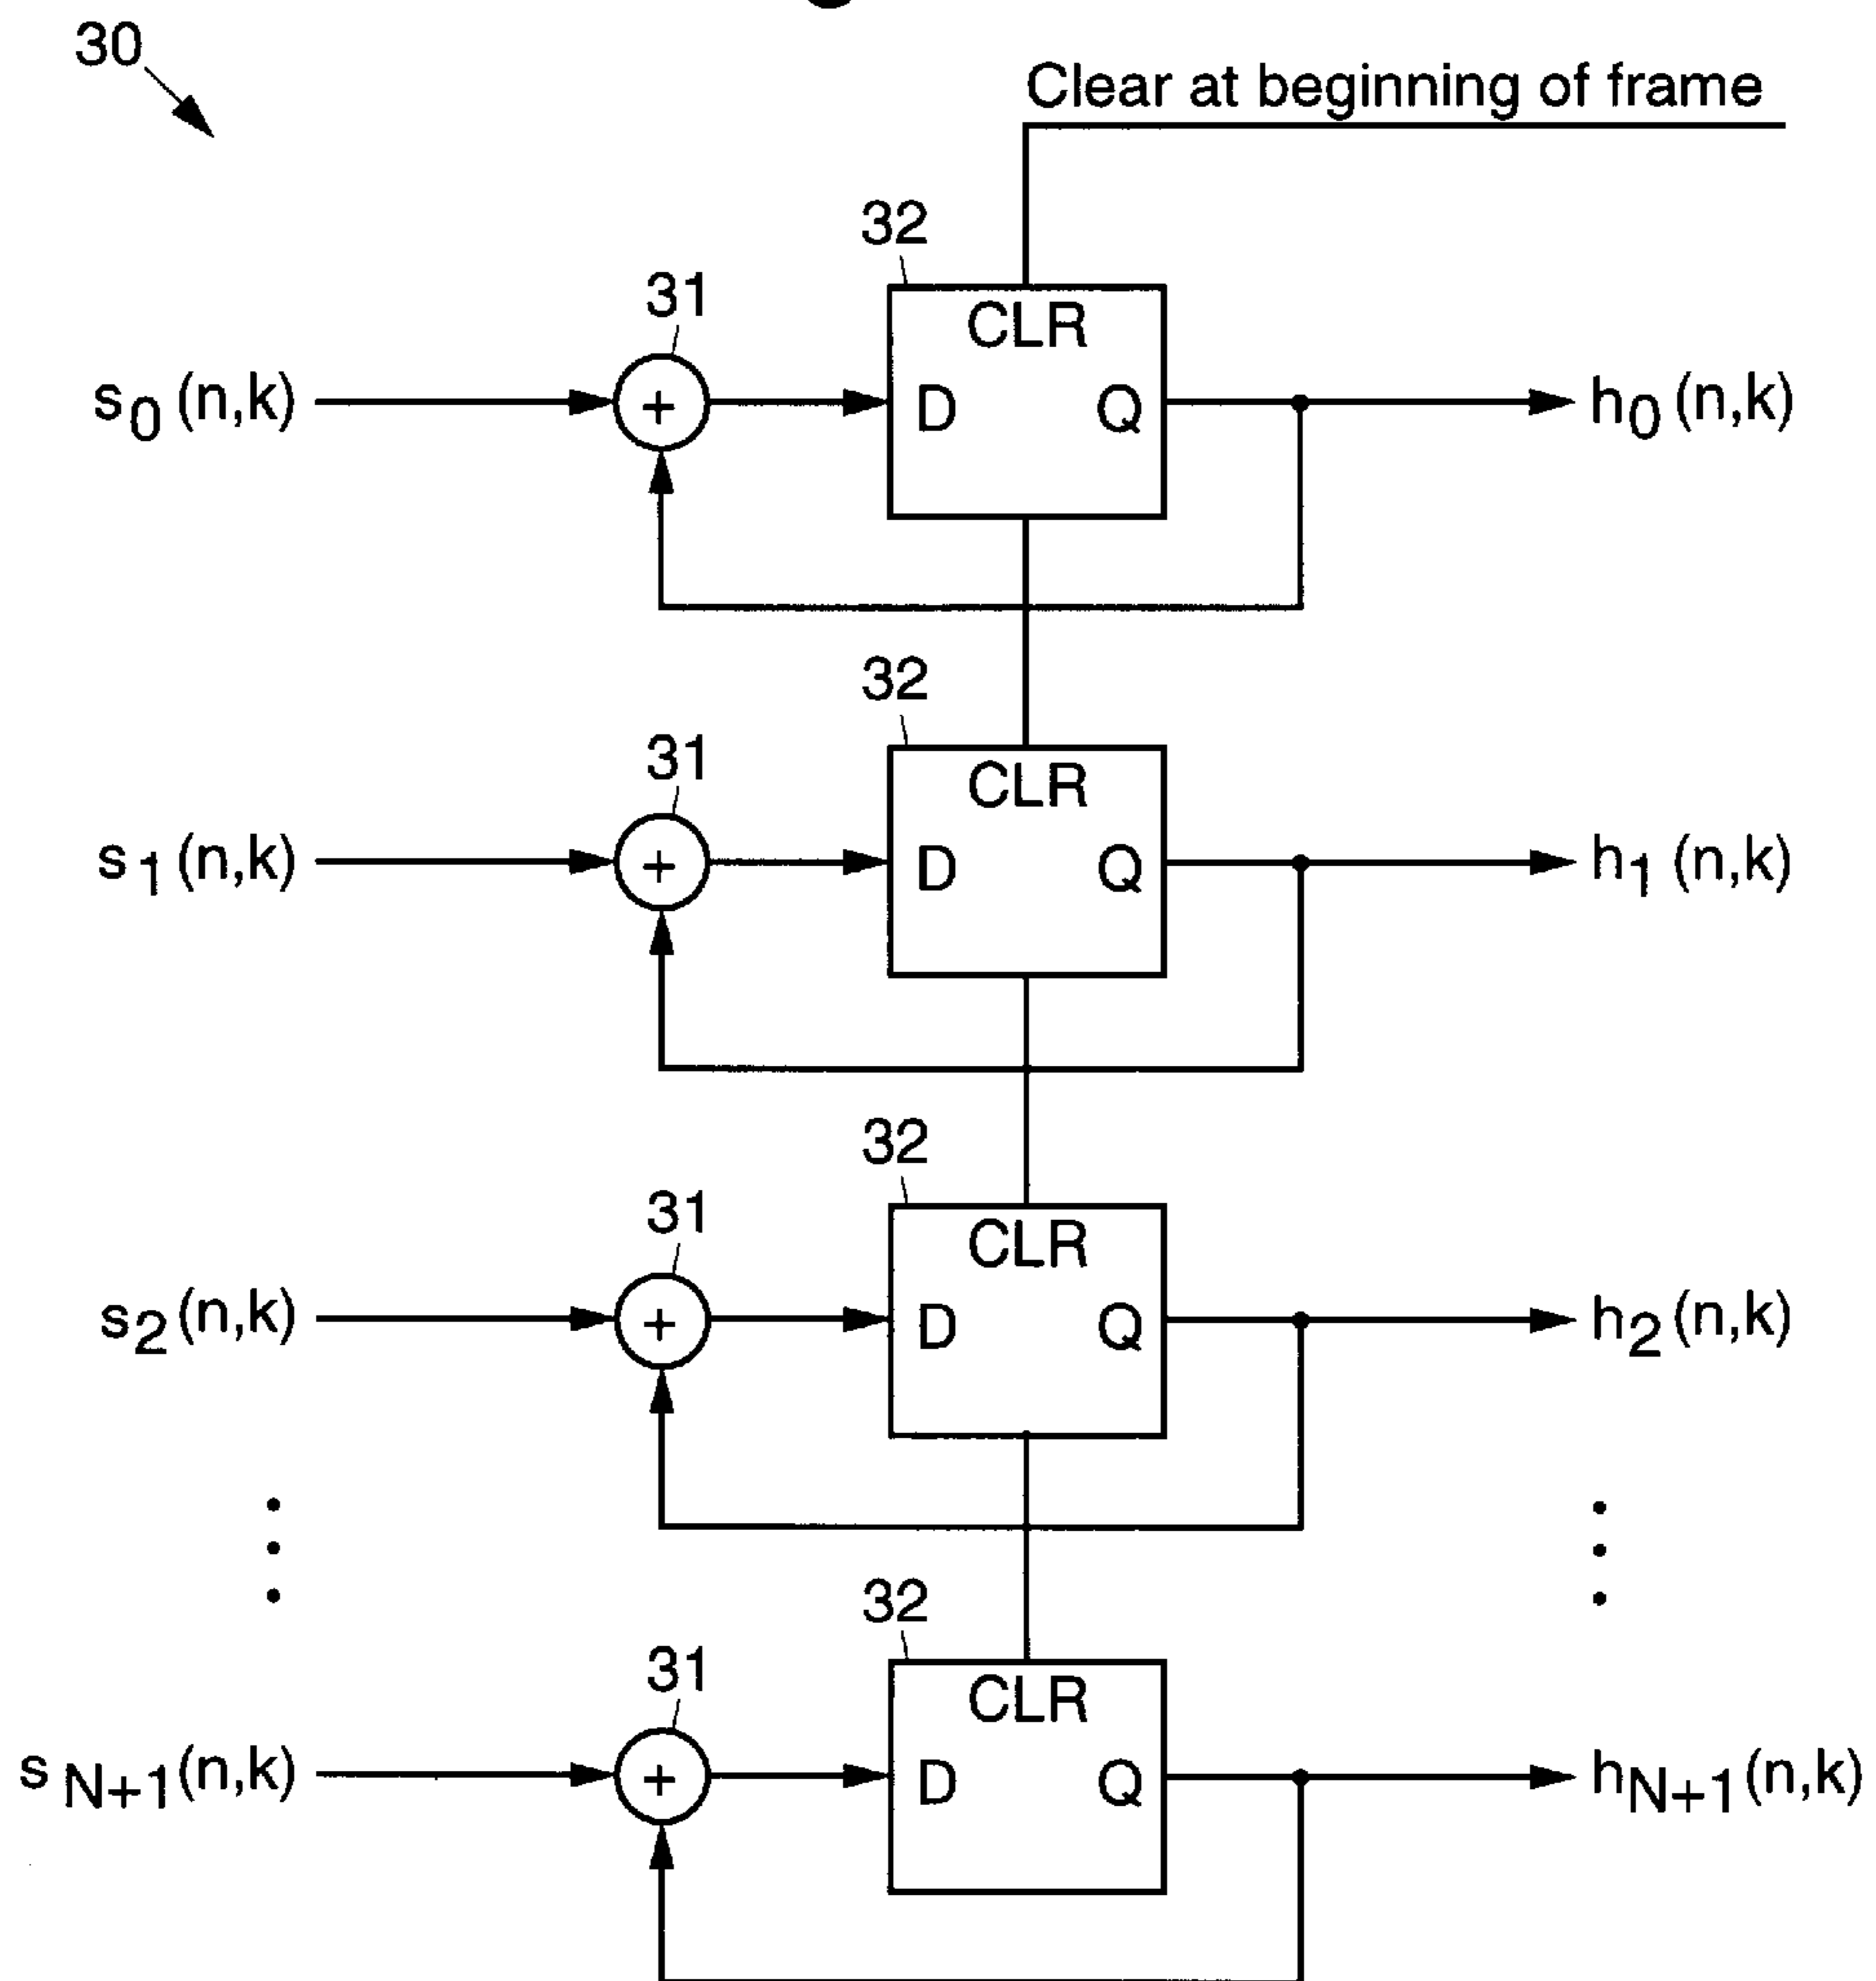 30
Clear at beginning of frame
32
31
CLR
s0(n,k)
+
D
Q
h0(n,k)
32
31
CLR
s1(n,k)
+
D
Q
h1(n,k)
32
31
CLR
s2(n,k)
+
D
Q
h2(n,k)
32
31
CLR
sN+1(n,k)
+
D
Q
hN+1(n,k)